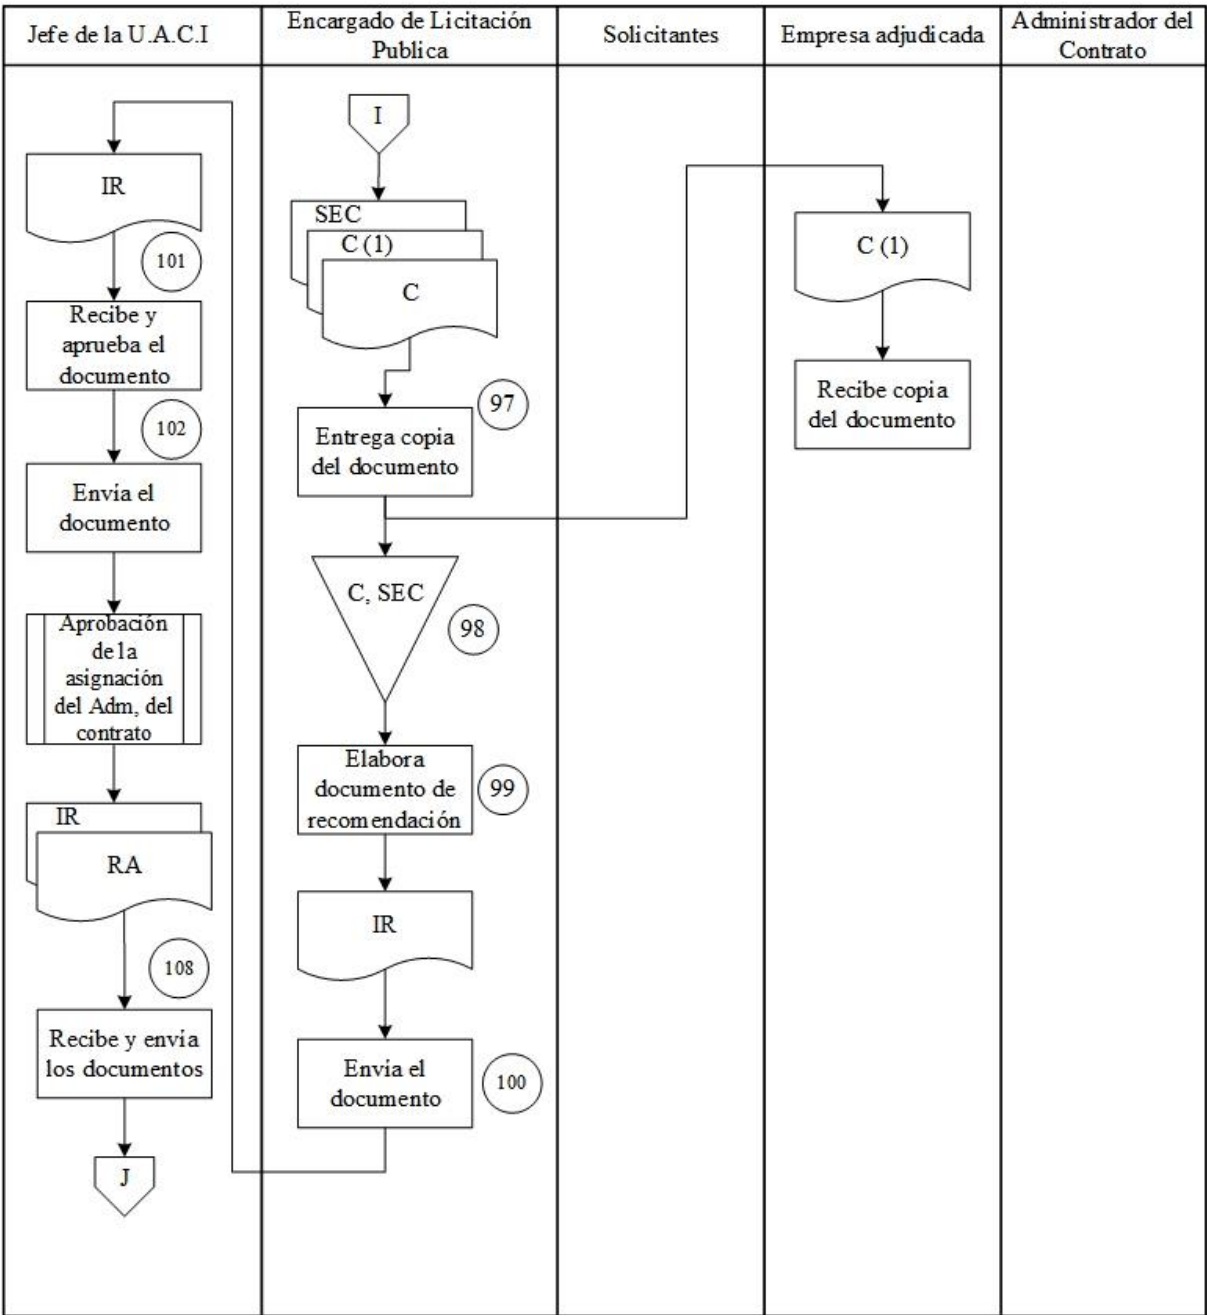 Jefe de la U.A.C.I
Encargado de Licitación
Publica
Solicitantes
Empresa adjudicada
Administrador del
Contrato
IR
101
Recibe y
aprueba el
documento
102
Envía el
documento
Aprobación
de la
asignación
del Adm, del
contrato
IR
RA
108
Recibe y envía
los documentos
J
I
SEC
C (1)
C
97
Entrega copia
del documento
C, SEC
98
Elabora
documento de
recomendación
99
IR
Envía el
documento
100
C (1)
Recibe copia
del documento